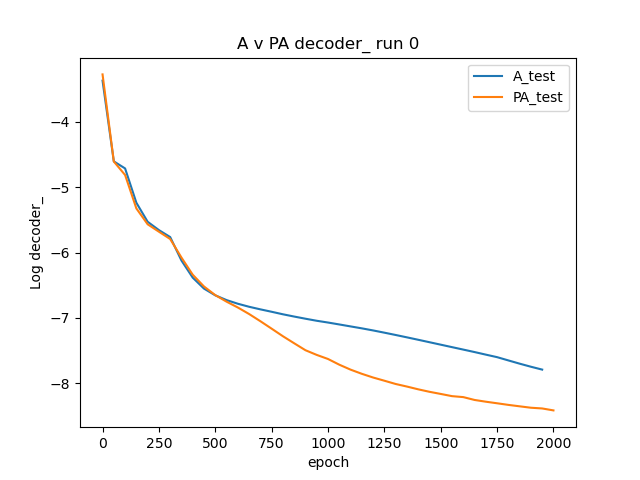 A v PA decoder_ run 0
A_test
PA_test
Log decoder_
−4
−5
−6
−7
−8
0 250 500 750 1000 1250 1500 1750 2000
epoch